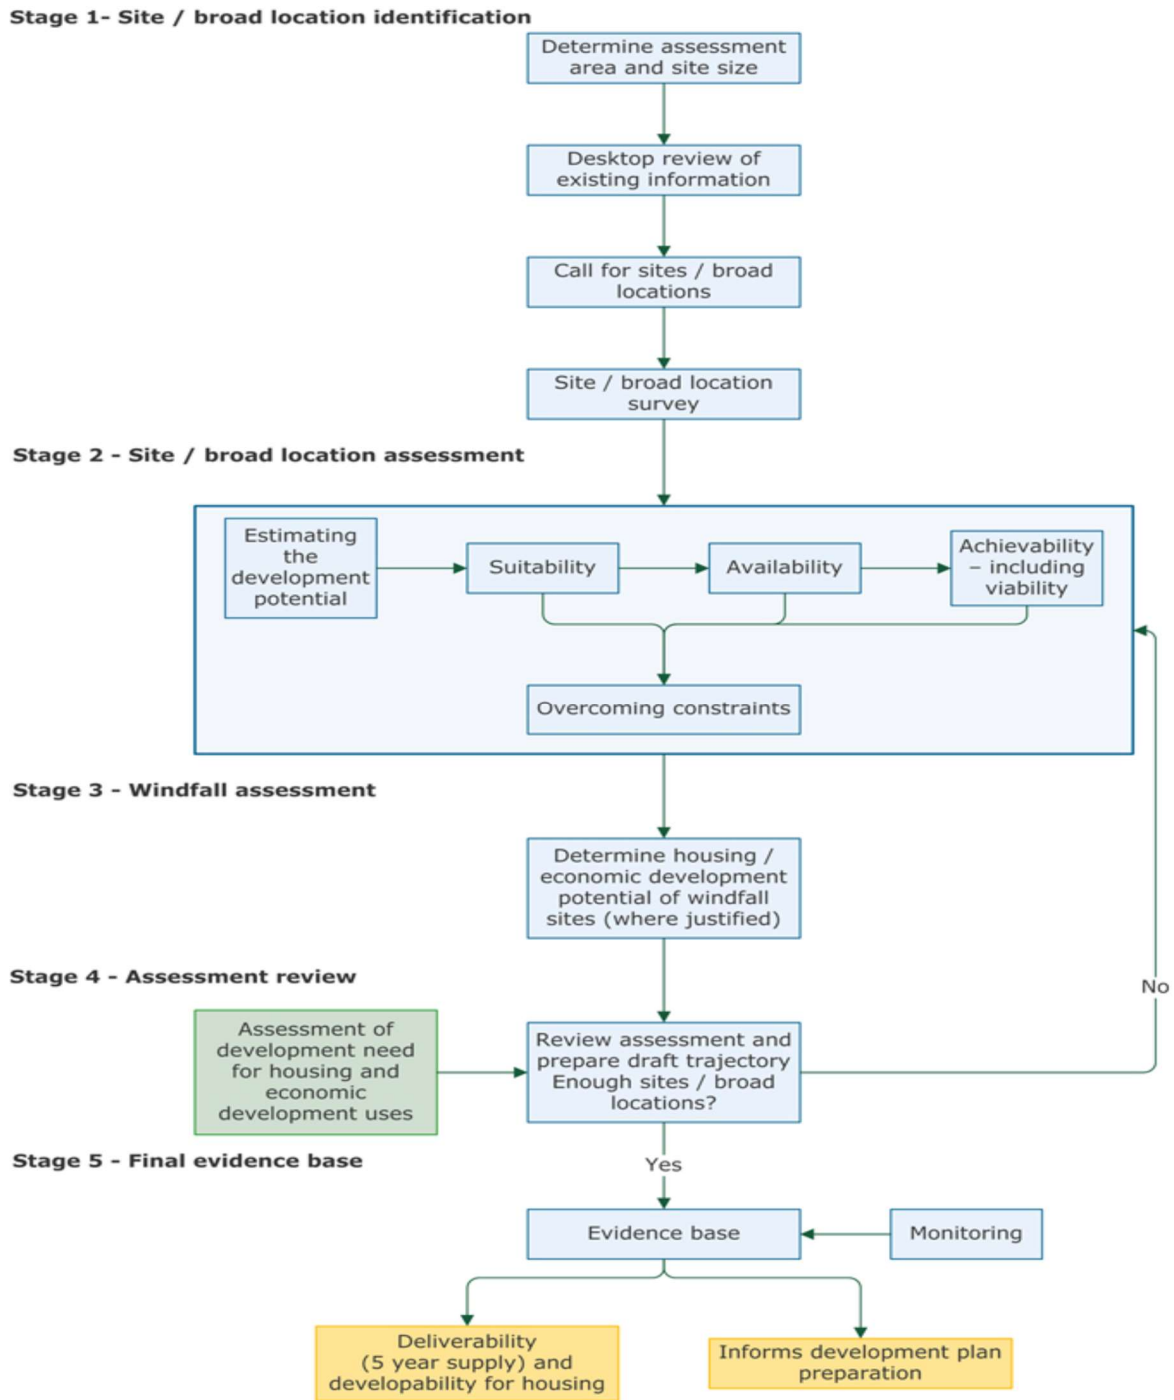 Stage 1- Site / broad location identification
Determine assessment
area and site size
Desktop review of
existing information
Call for sites / broad
locations
Site / broad location
survey
Stage 2 - Site / broad location assessment
Estimating
the
development
potential
Suitability
Availability
Achievability
– including
viability
Overcoming constraints
Stage 3 - Windfall assessment
Determine housing /
economic development
potential of windfall
sites (where justified)
Stage 4 - Assessment review
No
Assessment of
development need
for housing and
economic
development uses
Review assessment and
prepare draft trajectory
Enough sites / broad
locations?
Stage 5 - Final evidence base
Yes
Evidence base
Monitoring
Deliverability
(5 year supply) and
developability for housing
Informs development plan
preparation